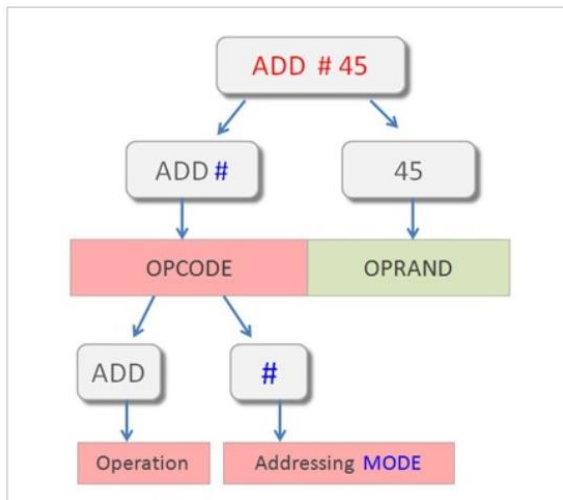 ADD # 45
ADD #
45
OPCODE
OPRAND
ADD
#
Operation
Addressing MODE